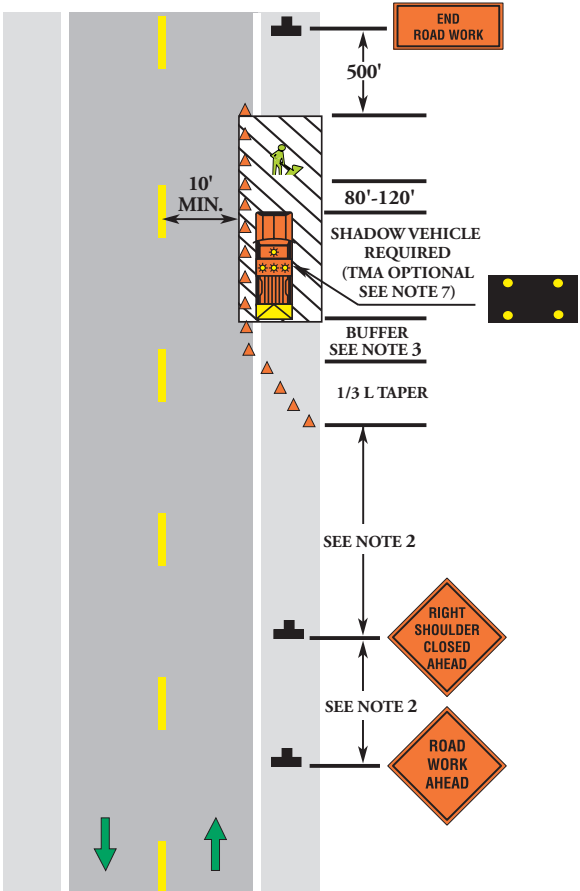 END
ROAD WORK
500'
10'
MIN.
80'-120'
SHADOW VEHICLE
REQUIRED
(TMA OPTIONAL
SEE NOTE 7)
BUFFER
SEE NOTE 3
1/3 L TAPER
SEE NOTE 2
RIGHT
SHOULDER
CLOSED
AHEAD
SEE NOTE 2
ROAD
WORK
AHEAD